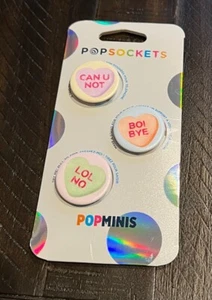 POPSOCKETS
CAN U
NOT
BOI
BYE
LOL
NO
POPMINIS